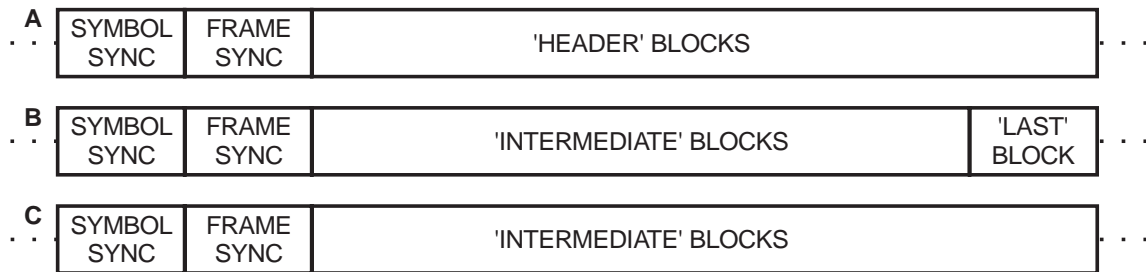 A
SYMBOL SYNC
FRAME SYNC
'HEADER' BLOCKS
B
SYMBOL SYNC
FRAME SYNC
'INTERMEDIATE' BLOCKS
'LAST' BLOCK
C
SYMBOL SYNC
FRAME SYNC
'INTERMEDIATE' BLOCKS